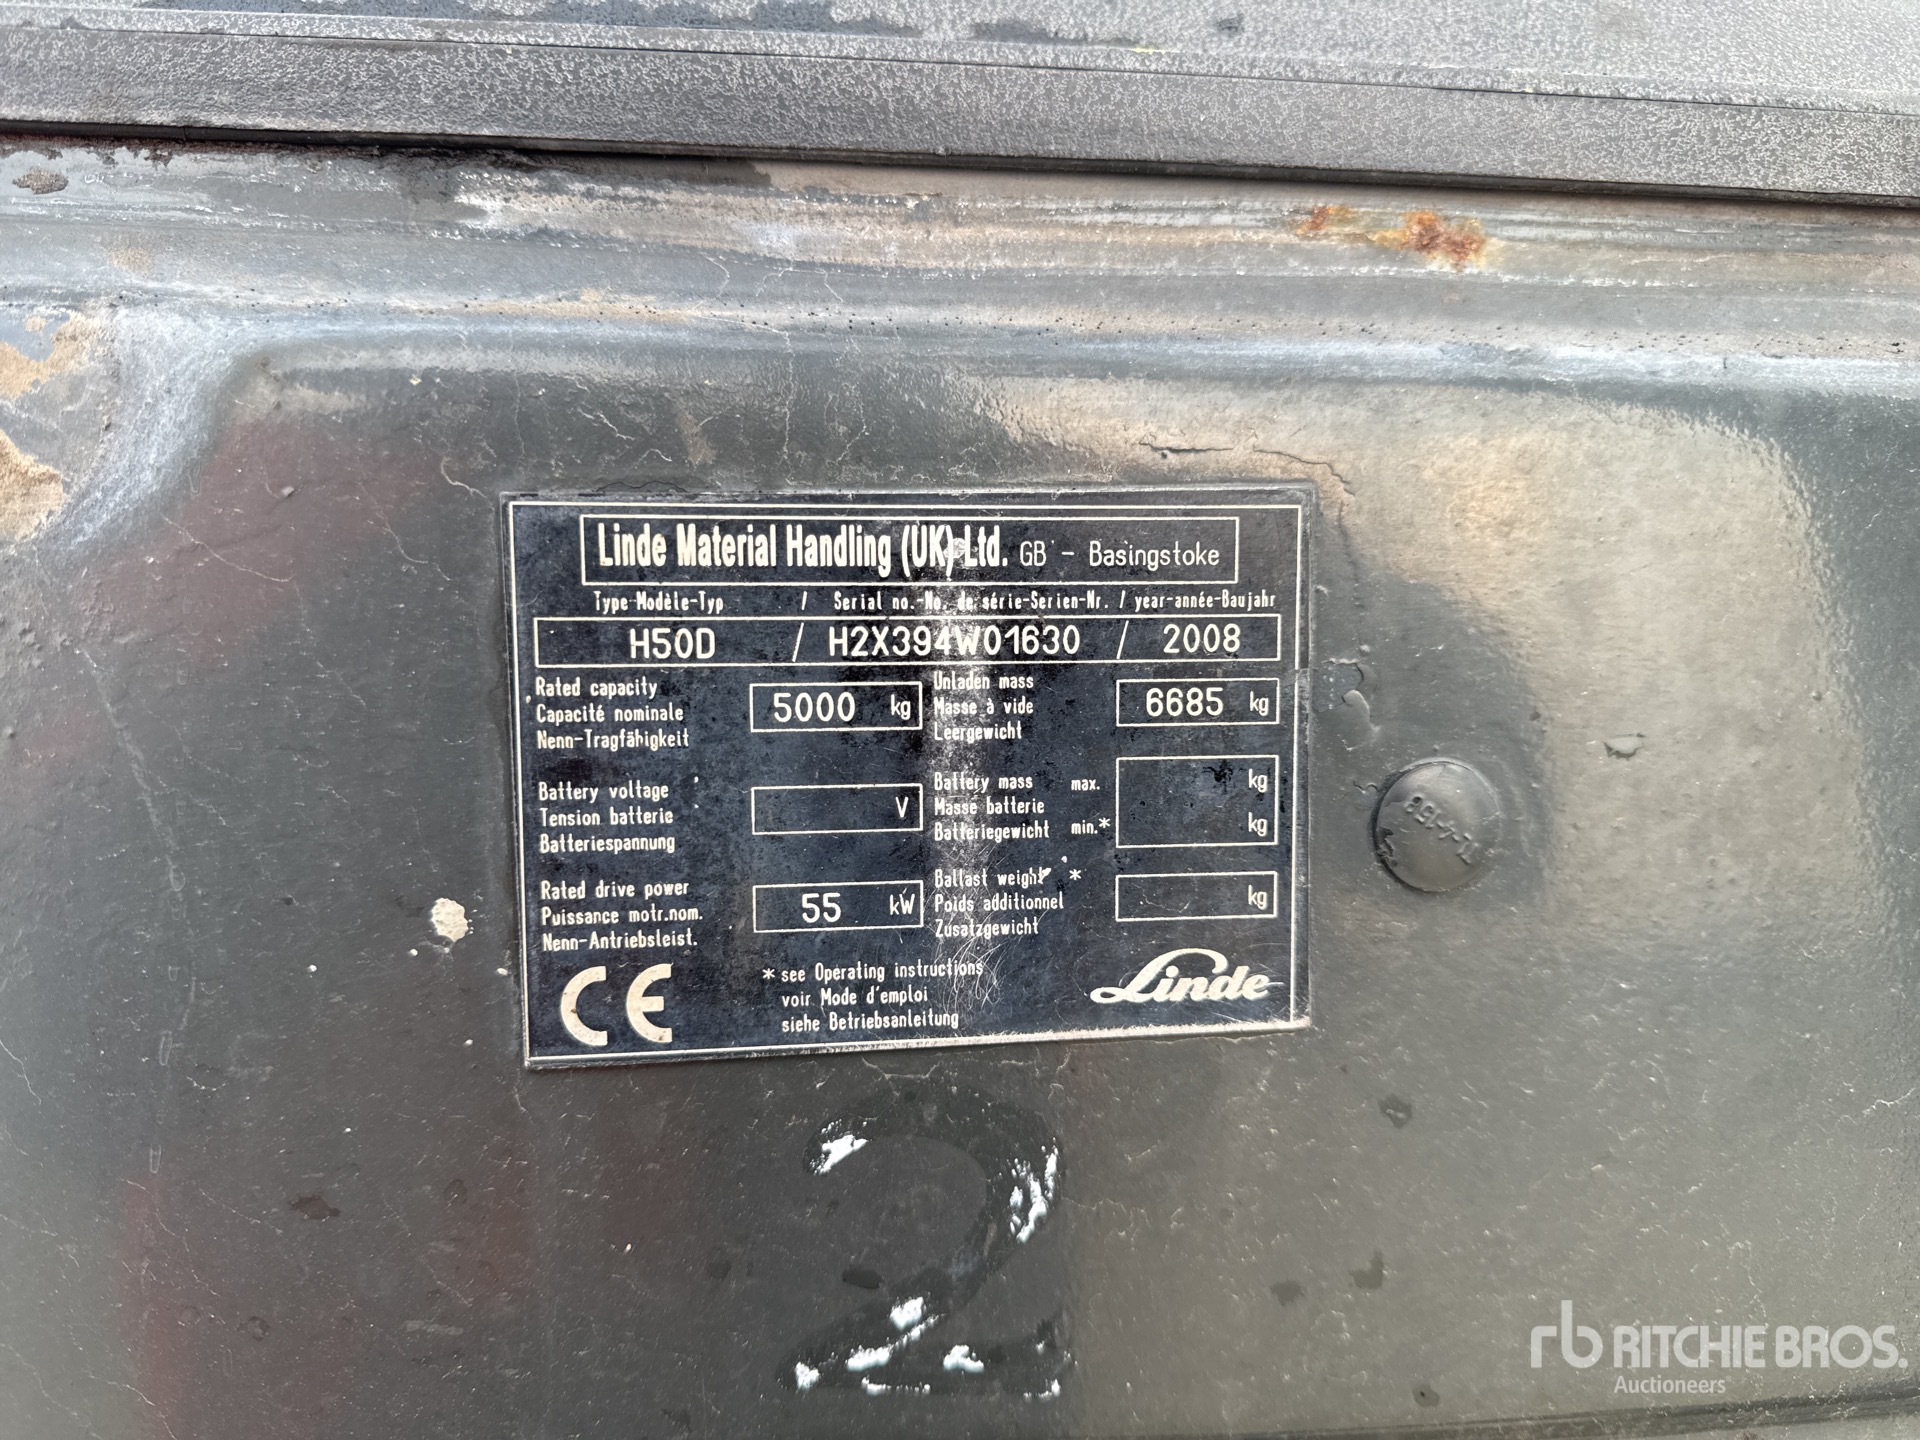 Linde Material Handling (UK) Ltd. GB - Basingstoke
Type-Modèle-Typ / Serial no.-No. de série-Serien-Nr. / year-année-Baujahr
H50D / H2X394W01630 / 2008
Rated capacity
Capacité nominale
Nenn-Tragfähigkeit
5000 kg
Unladen mass
Masse à vide
Leergewicht
6685 kg
Battery voltage
Tension batterie
Batteriespannung
V
Battery mass max.
Masse batterie
Batteriegewicht min.*
kg
kg
Rated drive power
Puissance motr.nom.
Nenn-Antriebsleist.
55 kW
Ballast weight *
Poids additionnel
Zusatzgewicht
kg
CE
* see Operating instructions
voir Mode d'emploi
siehe Betriebsanleitung
Linde
2
rb RITCHIE BROS.
Auctioneers